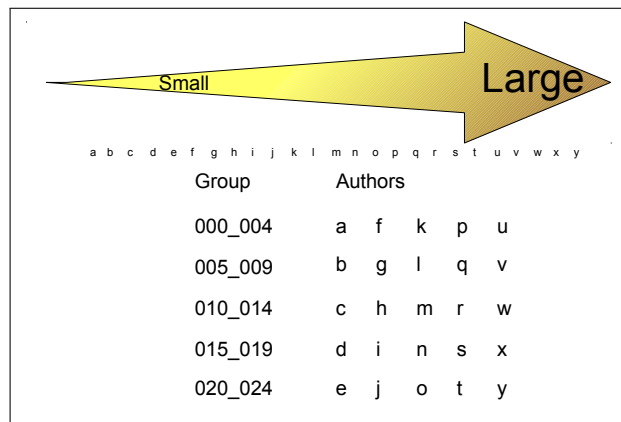 Small Large
a b c d e f g h i j k l m n o p q r s t u v w x y
Group Authors
000_004 a f k p u
005_009 b g l q v
010_014 c h m r w
015_019 d i n s x
020_024 e j o t y